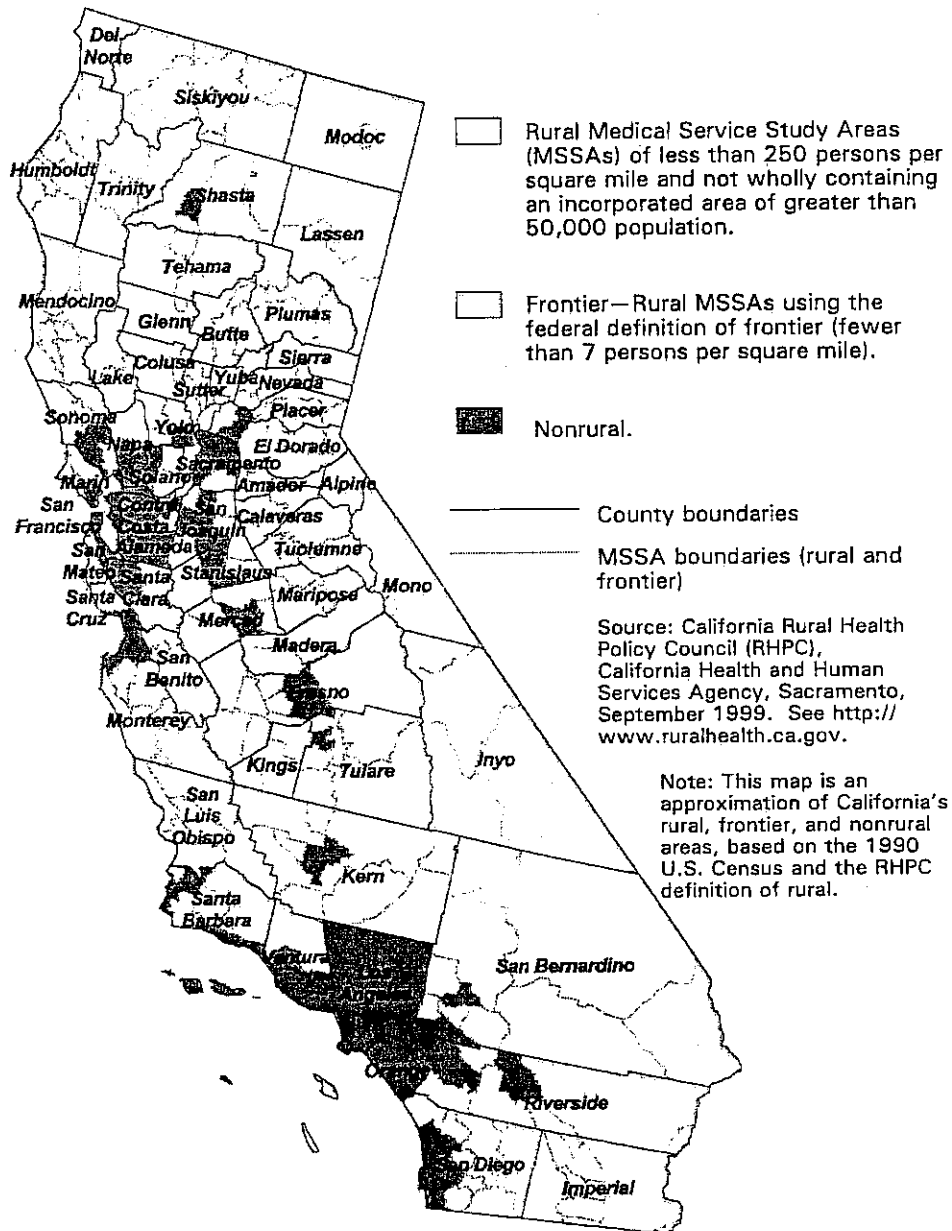 Del
Norte
Siskiyou
Modoc
Humboldt
Trinity
Shasta
Lassen
Tehama
Mendocino
Glenn
Butte
Plumas
Colusa
Sierra
Lake
Sutter
Yuba
Nevada
Placer
Sonoma
Napa
Yolo
El Dorado
Sacramento
Solano
Marin
Amador
Alpine
San
Francisco
Contra
Costa
San
Joaquin
Calaveras
Alameda
Tuolumne
San
Mateo
Santa
Clara
Stanislaus
Mono
Santa
Cruz
Merced
Mariposa
Madera
San
Benito
Fresno
Monterey
Kings
Tulare
Inyo
San
Luis
Obispo
Kern
Santa
Barbara
Ventura
Los
Angeles
San Bernardino
Orange
Riverside
San Diego
Imperial
Rural Medical Service Study Areas
(MSSAs) of less than 250 persons per
square mile and not wholly containing
an incorporated area of greater than
50,000 population.
Frontier—Rural MSSAs using the
federal definition of frontier (fewer
than 7 persons per square mile).
Nonrural.
County boundaries
MSSA boundaries (rural and
frontier)
Source: California Rural Health
Policy Council (RHPC),
California Health and Human
Services Agency, Sacramento,
September 1999. See http://
www.ruralhealth.ca.gov.
Note: This map is an
approximation of California's
rural, frontier, and nonrural
areas, based on the 1990
U.S. Census and the RHPC
definition of rural.